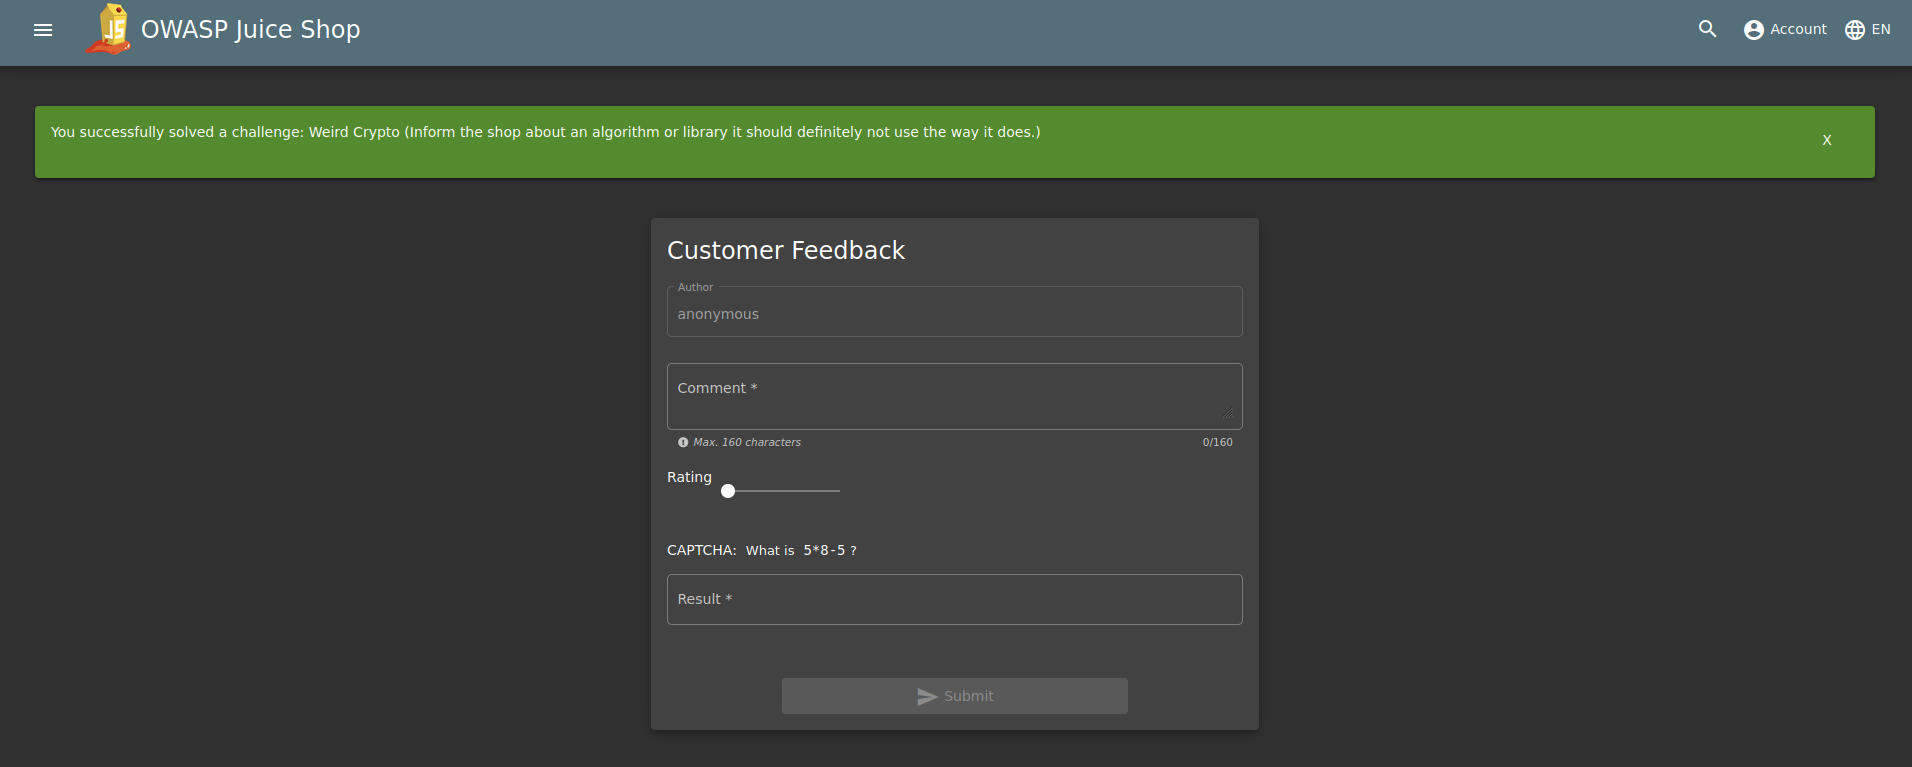 OWASP Juice Shop
Account
EN
You successfully solved a challenge: Weird Crypto (Inform the shop about an algorithm or library it should definitely not use the way it does.)
X
Customer Feedback
Author
anonymous
Comment *
Max. 160 characters
0/160
Rating
CAPTCHA: What is 5*8-5 ?
Result *
Submit